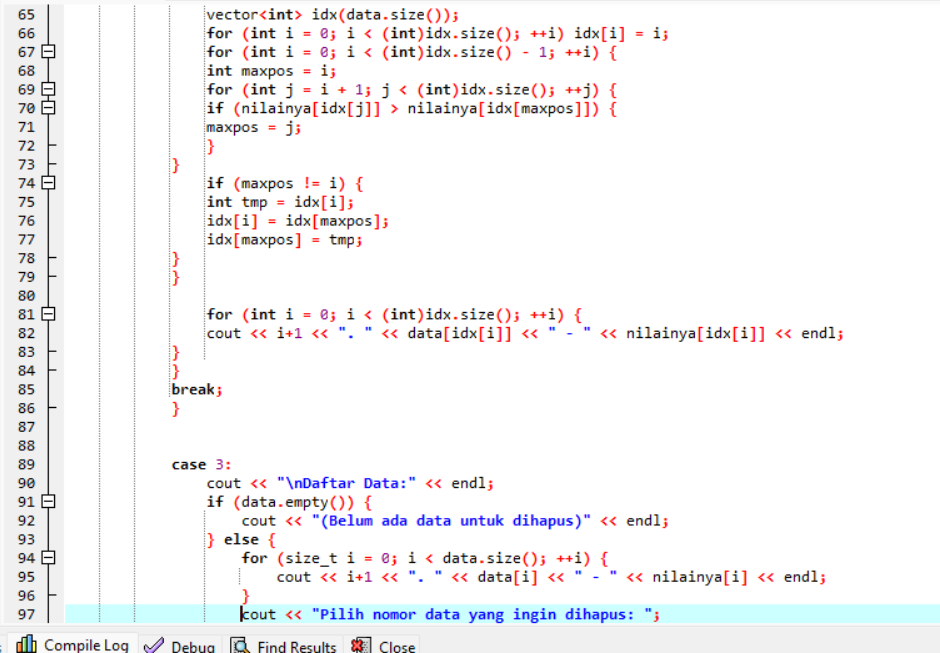 65 vector<int> idx(data.size());
66 for (int i = 0; i < (int)idx.size(); ++i) idx[i] = i;
67 for (int i = 0; i < (int)idx.size() - 1; ++i) {
68 int maxpos = i;
69 for (int j = i + 1; j < (int)idx.size(); ++j) {
70 if (nilainya[idx[j]] > nilainya[idx[maxpos]]) {
71 maxpos = j;
72 }
73 }
74 if (maxpos != i) {
75 int tmp = idx[i];
76 idx[i] = idx[maxpos];
77 idx[maxpos] = tmp;
78 }
79 }
80
81 for (int i = 0; i < (int)idx.size(); ++i) {
82 cout << i+1 << ". " << data[idx[i]] << " - " << nilainya[idx[i]] << endl;
83 }
84 }
85 break;
86 }
87
88
89 case 3:
90 cout << "\nDaftar Data:" << endl;
91 if (data.empty()) {
92 cout << "(Belum ada data untuk dihapus)" << endl;
93 } else {
94 for (size_t i = 0; i < data.size(); ++i) {
95 cout << i+1 << ". " << data[i] << " - " << nilainya[i] << endl;
96 }
97 cout << "Pilih nomor data yang ingin dihapus: ";
Compile Log Debug Find Results Close